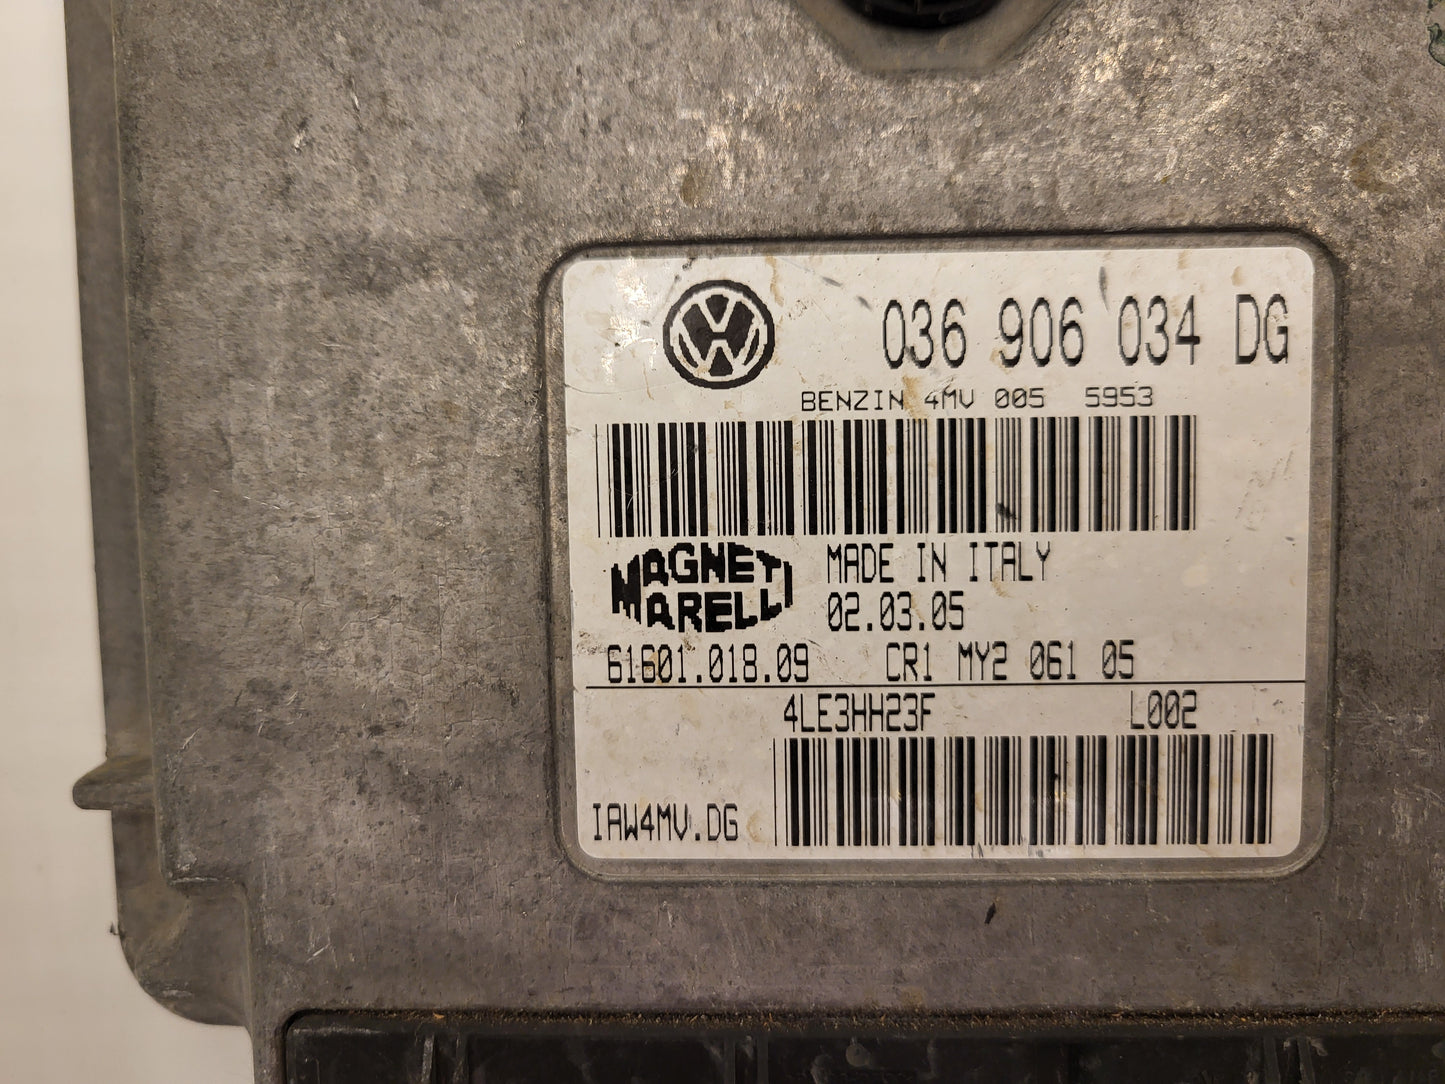 036 906 034 DG
BENZIN 4MV 005 5953
MAGNETI MARELLI
MADE IN ITALY
02.03.05
61601.018.09 CR1 MY2 061 05
4LE3HH23F L002
IAW4MV.DG